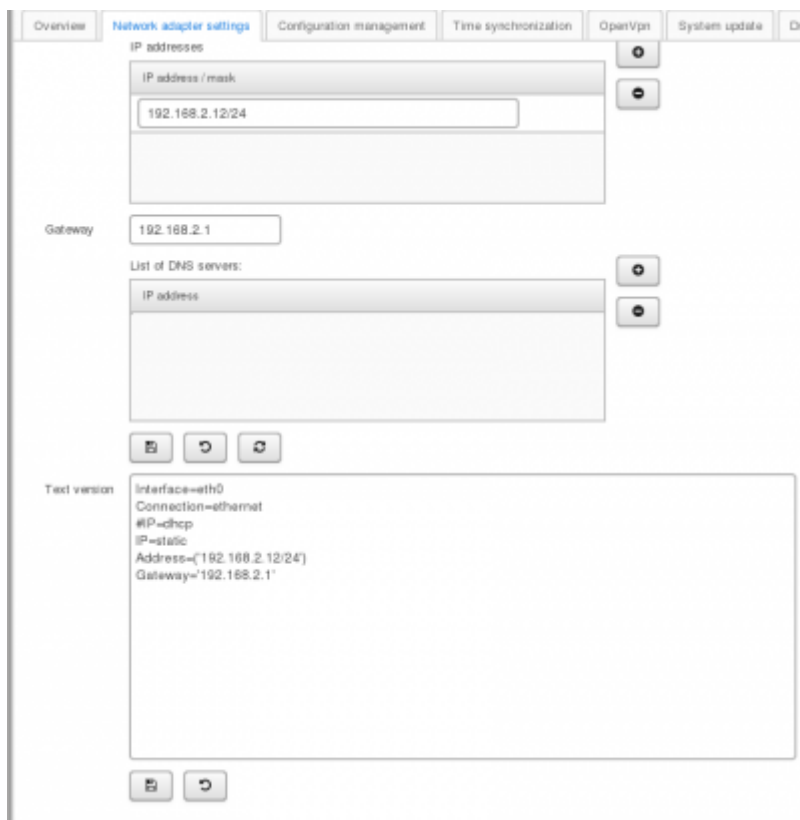 Overview
Network adapter settings
Configuration management
Time synchronization
OpenVpn
System update
IP addresses
IP address / mask
192.168.2.12/24
Gateway
192.168.2.1
List of DNS servers:
IP address
Text version
Interface=eth0
Connection=ethernet
#IP=dhcp
IP=static
Address=('192.168.2.12/24')
Gateway='192.168.2.1'